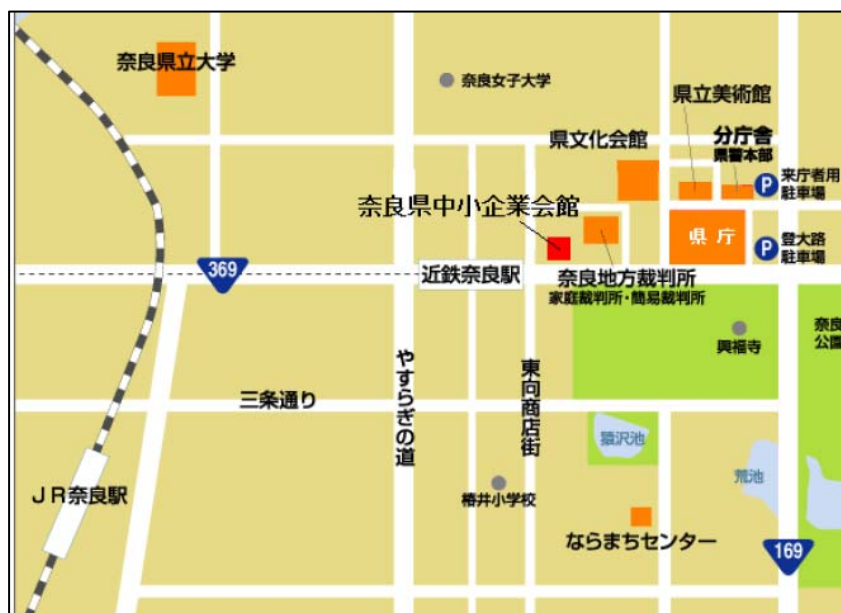 奈良県立大学
奈良女子大学
県立美術館
県文化会館
分庁舎
県警本部
来庁者用
駐車場
奈良県中小企業会館
県庁
登大路
駐車場
369
近鉄奈良駅
奈良地方裁判所
家庭裁判所・簡易裁判所
興福寺
奈良
公園
三条通り
やすらぎの道
東向商店街
猿沢池
荒池
JR奈良駅
椿井小学校
ならまちセンター
169
P
P